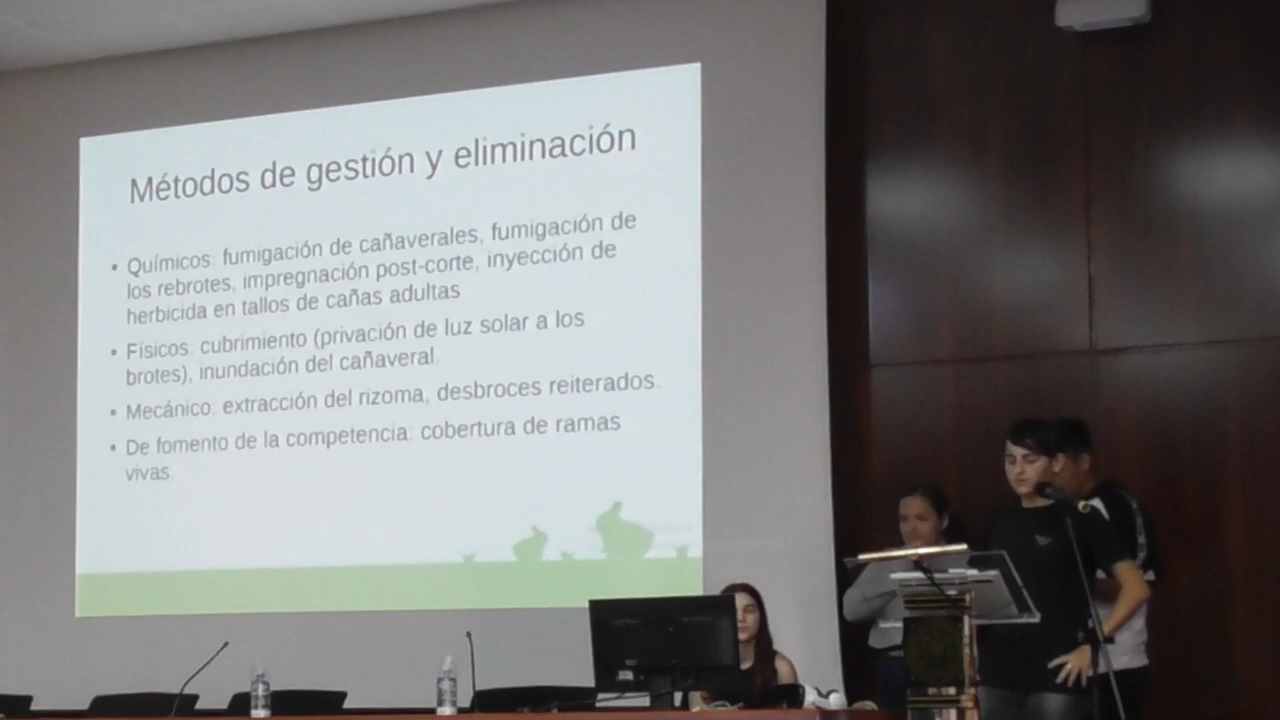 Métodos de gestión y eliminación
• Químicos: fumigación de cañaverales, fumigación de
los rebrotes, impregnación post-corte, inyección de
herbicida en tallos de cañas adultas
• Físicos: cubrimiento (privación de luz solar a los
brotes), inundación del cañaveral.
• Mecánico: extracción del rizoma, desbroces reiterados.
• De fomento de la competencia: cobertura de ramas
vivas.